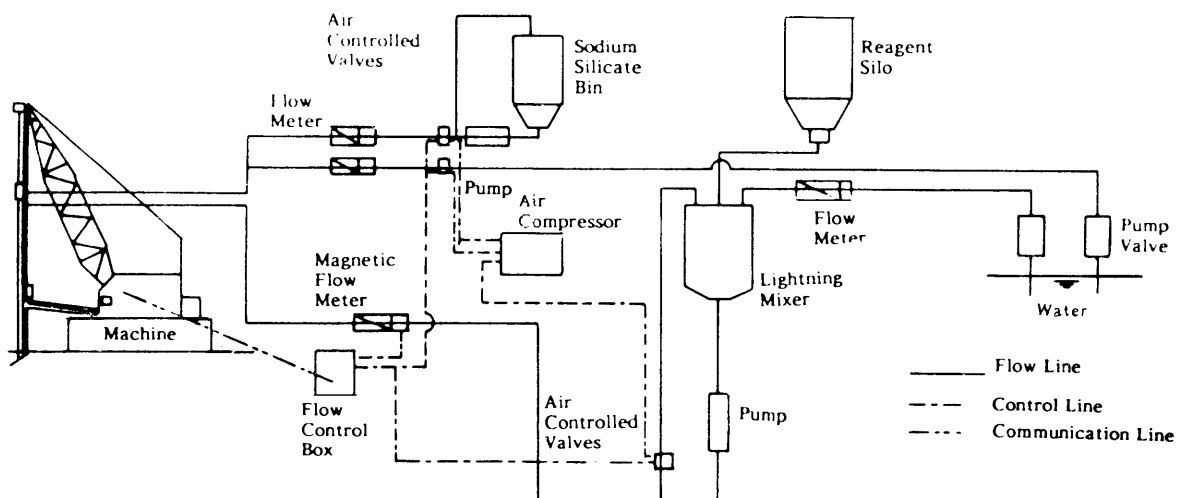 Air
Controlled
Valves
Sodium
Silicate
Bin
Reagent
Silo
Flow
Meter
Pump
Air
Compressor
Flow
Meter
Pump
Valve
Magnetic
Flow
Meter
Lightning
Mixer
Water
Machine
Flow
Control
Box
Air
Controlled
Valves
Pump
Flow Line
Control Line
Communication Line